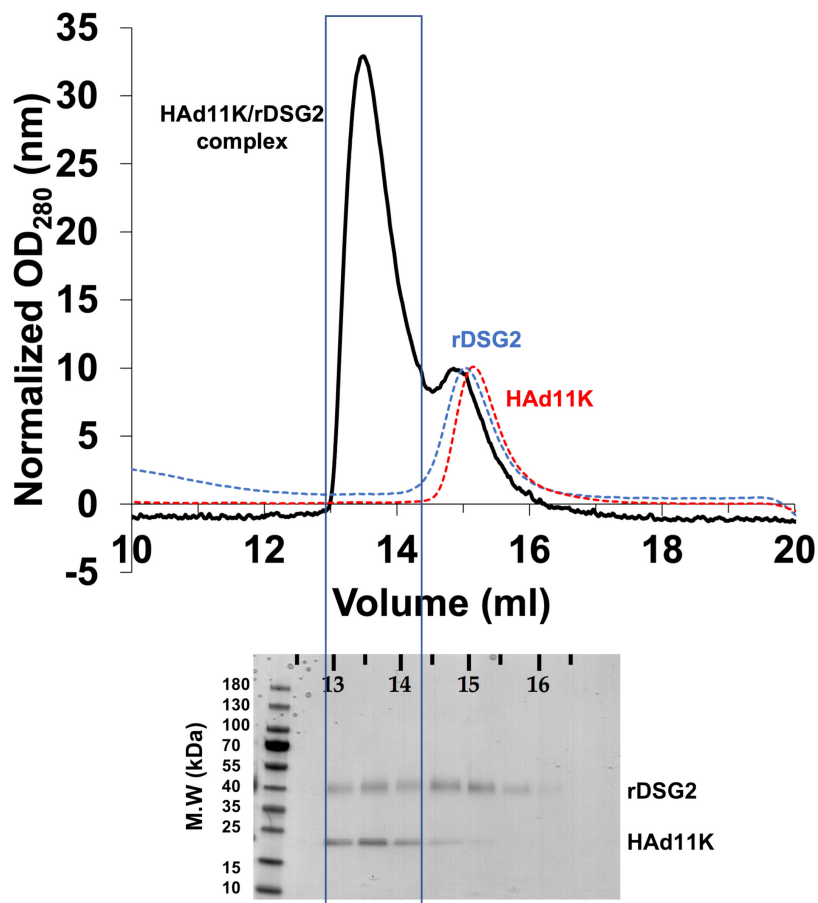 35
30
25
20
15
10
5
0
-5
Normalized OD280 (nm)
HAd11K/rDSG2
complex
rDSG2
HAd11K
10 12 14 16 18 20
Volume (ml)
13 14 15 16
M.W (kDa)
180
130
100
70
55
40
35
25
15
10
rDSG2
HAd11K